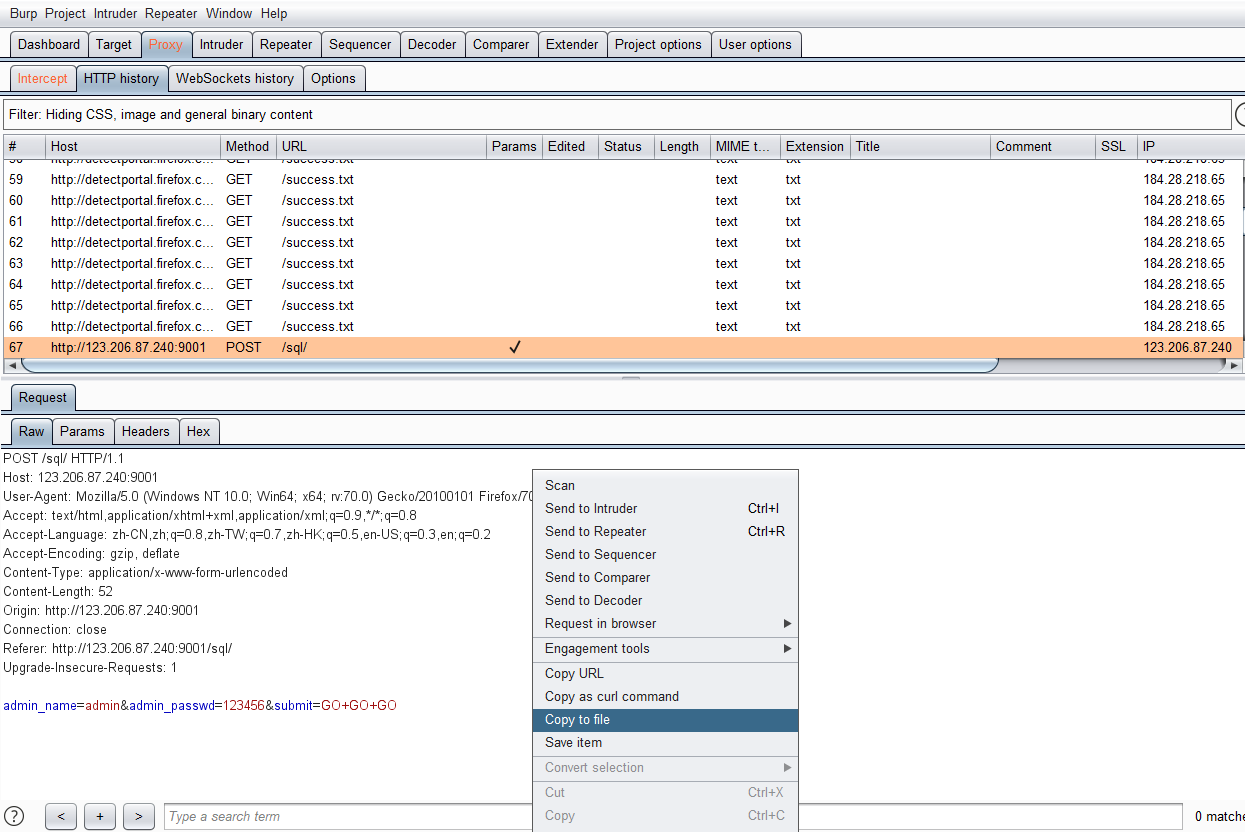 Burp Project Intruder Repeater Window Help
Dashboard Target Proxy Intruder Repeater Sequencer Decoder Comparer Extender Project options User options
Intercept HTTP history WebSockets history Options
Filter: Hiding CSS, image and general binary content
# Host Method URL Params Edited Status Length MIME t... Extension Title Comment SSL IP
58 http://detectportal.firefox.c... GET /success.txt text txt 184.28.218.65
59 http://detectportal.firefox.c... GET /success.txt text txt 184.28.218.65
60 http://detectportal.firefox.c... GET /success.txt text txt 184.28.218.65
61 http://detectportal.firefox.c... GET /success.txt text txt 184.28.218.65
62 http://detectportal.firefox.c... GET /success.txt text txt 184.28.218.65
63 http://detectportal.firefox.c... GET /success.txt text txt 184.28.218.65
64 http://detectportal.firefox.c... GET /success.txt text txt 184.28.218.65
65 http://detectportal.firefox.c... GET /success.txt text txt 184.28.218.65
66 http://detectportal.firefox.c... GET /success.txt text txt 184.28.218.65
67 http://123.206.87.240:9001 POST /sql/ ✓ 123.206.87.240
Request
Raw Params Headers Hex
POST /sql/ HTTP/1.1
Host: 123.206.87.240:9001
User-Agent: Mozilla/5.0 (Windows NT 10.0; Win64; x64; rv:70.0) Gecko/20100101 Firefox/70
Accept: text/html,application/xhtml+xml,application/xml;q=0.9,*/*;q=0.8
Accept-Language: zh-CN,zh;q=0.8,zh-TW;q=0.7,zh-HK;q=0.5,en-US;q=0.3,en;q=0.2
Accept-Encoding: gzip, deflate
Content-Type: application/x-www-form-urlencoded
Content-Length: 52
Origin: http://123.206.87.240:9001
Connection: close
Referer: http://123.206.87.240:9001/sql/
Upgrade-Insecure-Requests: 1
admin_name=admin&admin_passwd=123456&submit=GO+GO+GO
Scan
Send to Intruder Ctrl+I
Send to Repeater Ctrl+R
Send to Sequencer
Send to Comparer
Send to Decoder
Request in browser
Engagement tools
Copy URL
Copy as curl command
Copy to file
Save item
Convert selection
Cut Ctrl+X
Copy Ctrl+C
? < + > Type a search term 0 matche